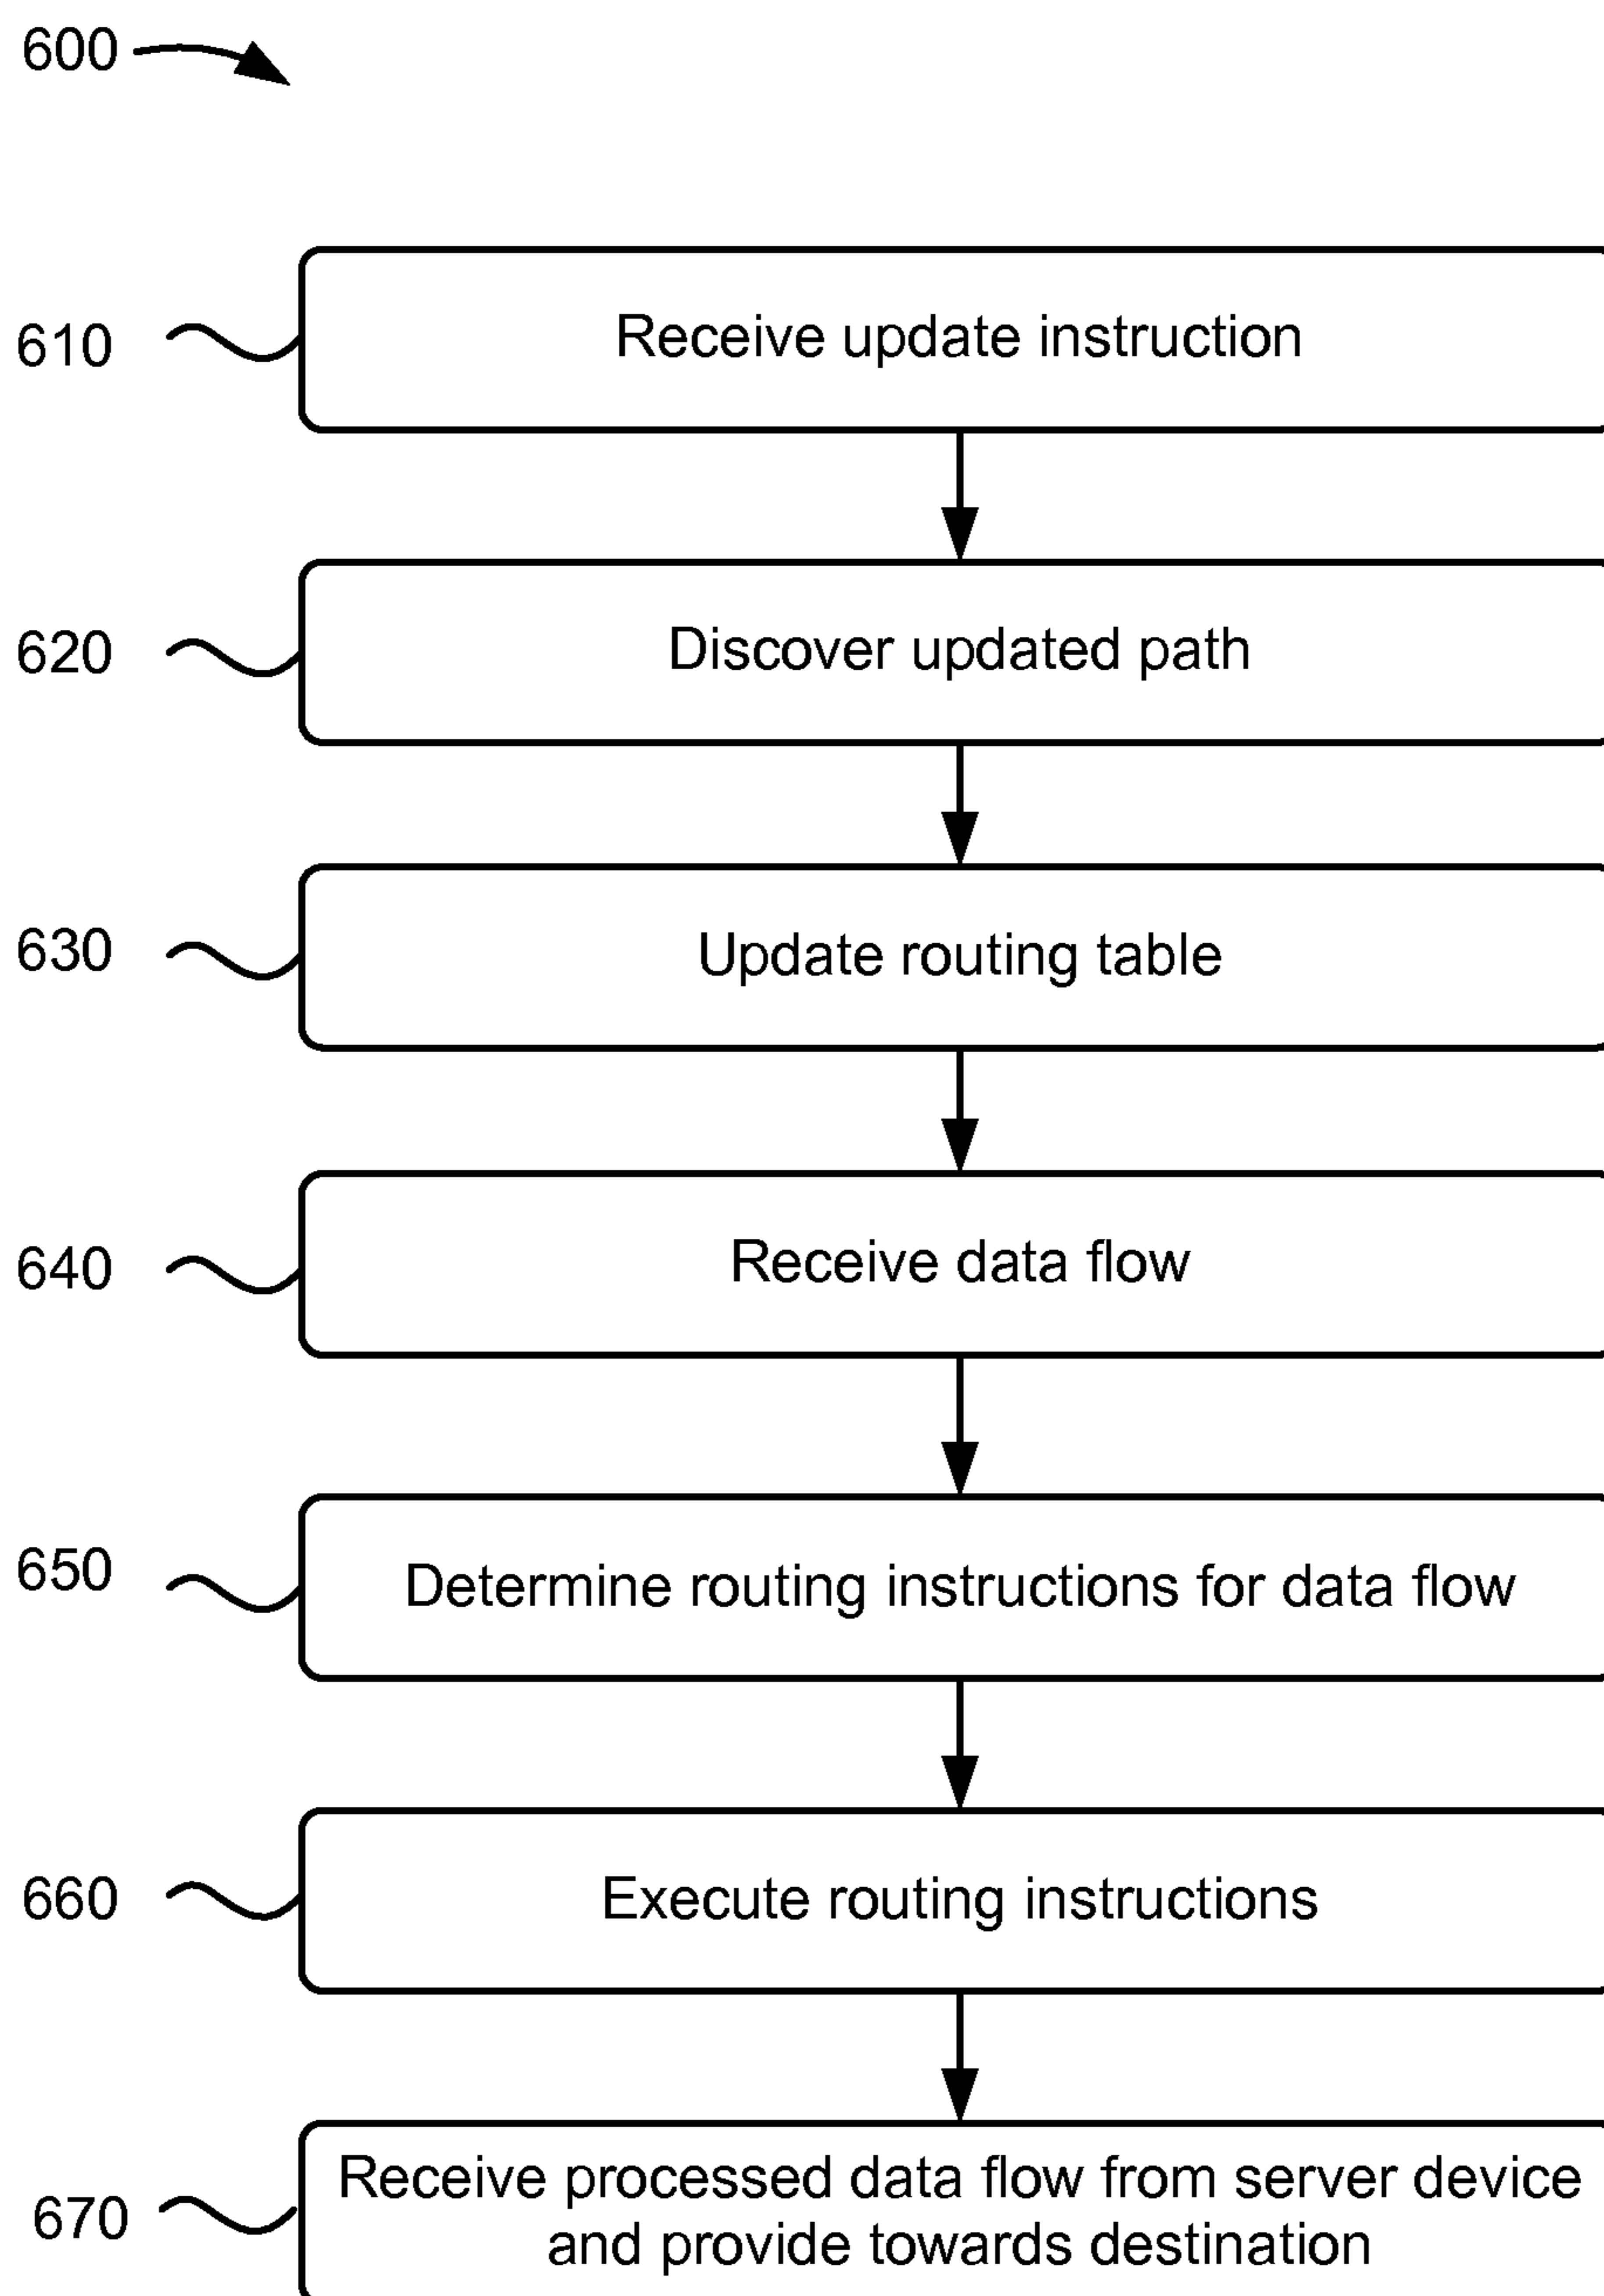 600
610
Receive update instruction
620
Discover updated path
630
Update routing table
640
Receive data flow
650
Determine routing instructions for data flow
660
Execute routing instructions
670
Receive processed data flow from server device
and provide towards destination